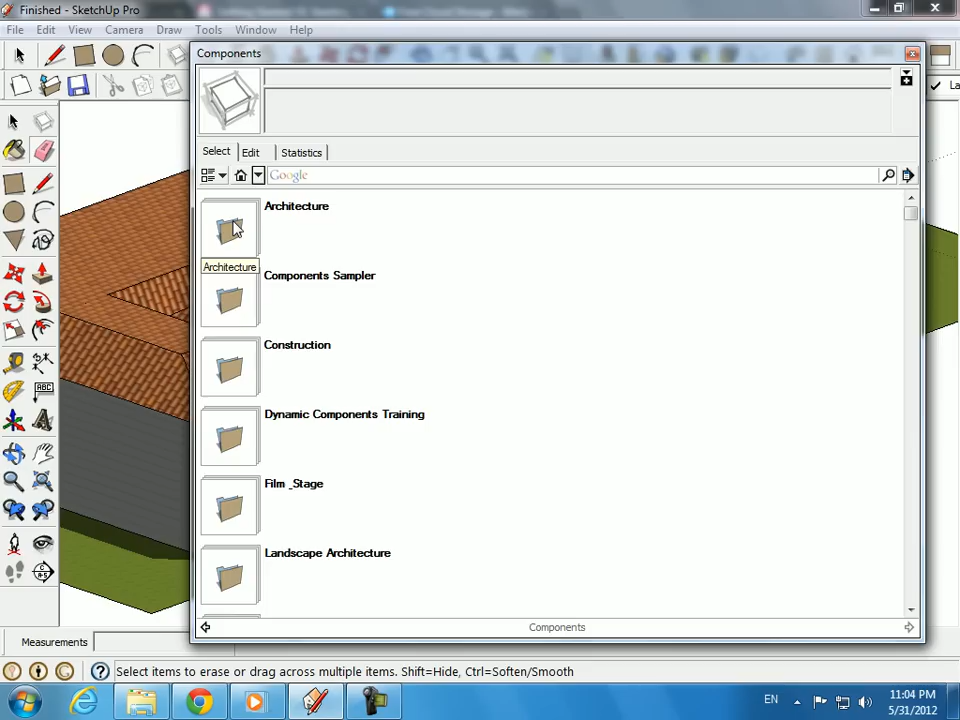 Finished - SketchUp Pro
File Edit View Camera Draw Tools Window Help
Components
La
Select Edit Statistics
Google
Architecture
Architecture
Components Sampler
Construction
Dynamic Components Training
Film _Stage
Landscape Architecture
ABC
Components
Measurements
Select items to erase or drag across multiple items. Shift=Hide, Ctrl=Soften/Smooth
EN
11:04 PM
5/31/2012